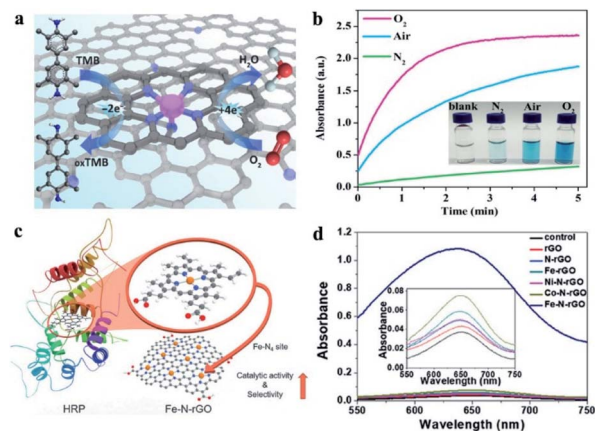 a
TMB
−2e⁻
oxTMB
H₂O
+4e⁻
O₂
b
Absorbance (a.u.)
2.5
2.0
1.5
1.0
0.5
0.0
O₂
Air
N₂
blank N₂ Air O₂
0 1 2 3 4 5
Time (min)
c
HRP
Fe-N₄ site
Catalytic activity
&
Selectivity
Fe-N-rGO
d
Absorbance
1.2
1.0
0.8
0.6
0.4
0.2
0.0
control
rGO
N-rGO
Fe-rGO
Ni-N-rGO
Co-N-rGO
Fe-N-rGO
Absorbance
0.08
0.06
0.04
0.02
0.00
550 600 650 700 750
Wavelength (nm)
550 600 650 700 750
Wavelength (nm)